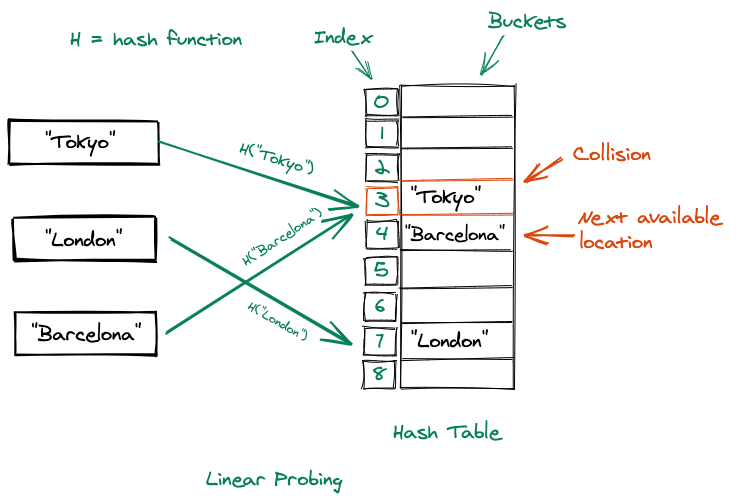 H = hash function
Index
Buckets
"Tokyo"
"London"
"Barcelona"
H("Tokyo")
H("Barcelona")
H("London")
0
1
2
3
4
5
6
7
8
"Tokyo"
"Barcelona"
"London"
Collision
Next available
location
Hash Table
Linear Probing